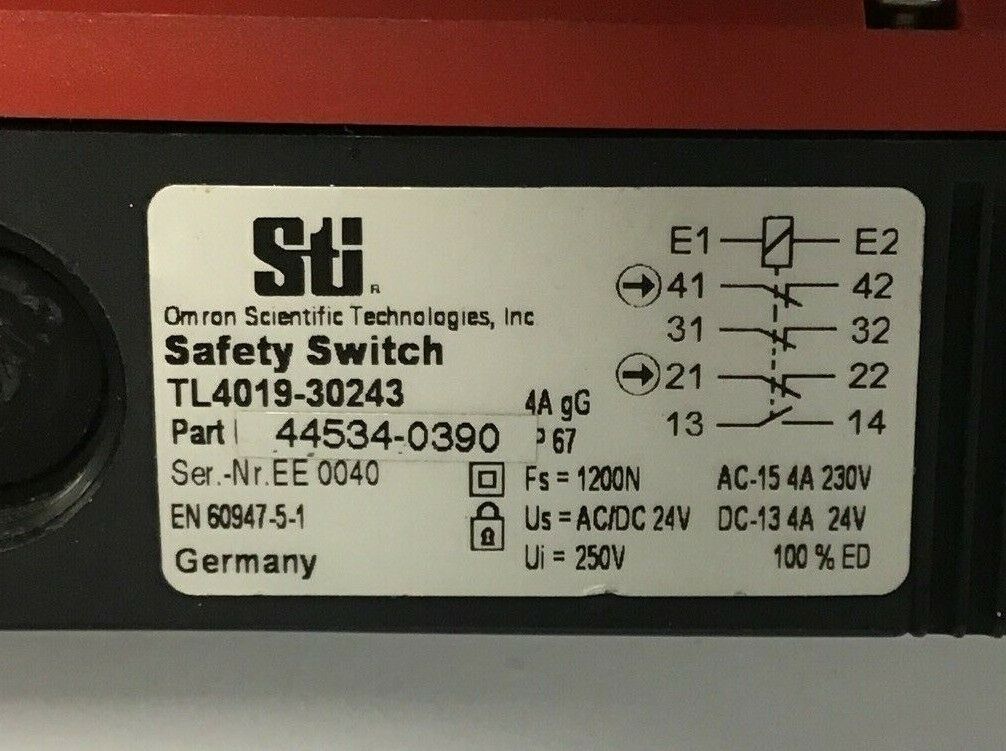 Sti
R
Omron Scientific Technologies, Inc
Safety Switch
TL4019-30243
4A gG
Part 44534-0390 P 67
Ser.-Nr.EE 0040
EN 60947-5-1
Germany
Fs = 1200N
Us = AC/DC 24V
Ui = 250V
E1 E2
41 42
31 32
21 22
13 14
AC-15 4A 230V
DC-13 4A 24V
100 % ED